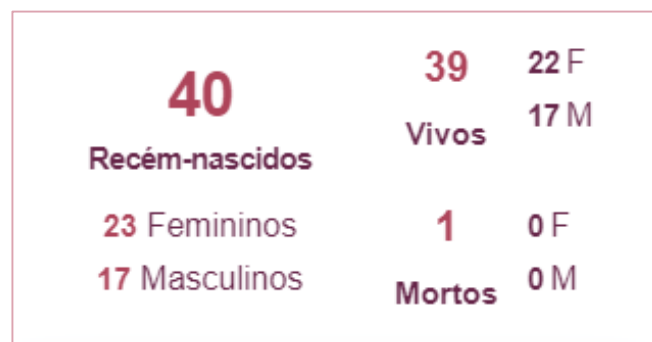 40
Recém-nascidos
23 Femininos
17 Masculinos
39
Vivos
22 F
17 M
1
Mortos
0 F
0 M